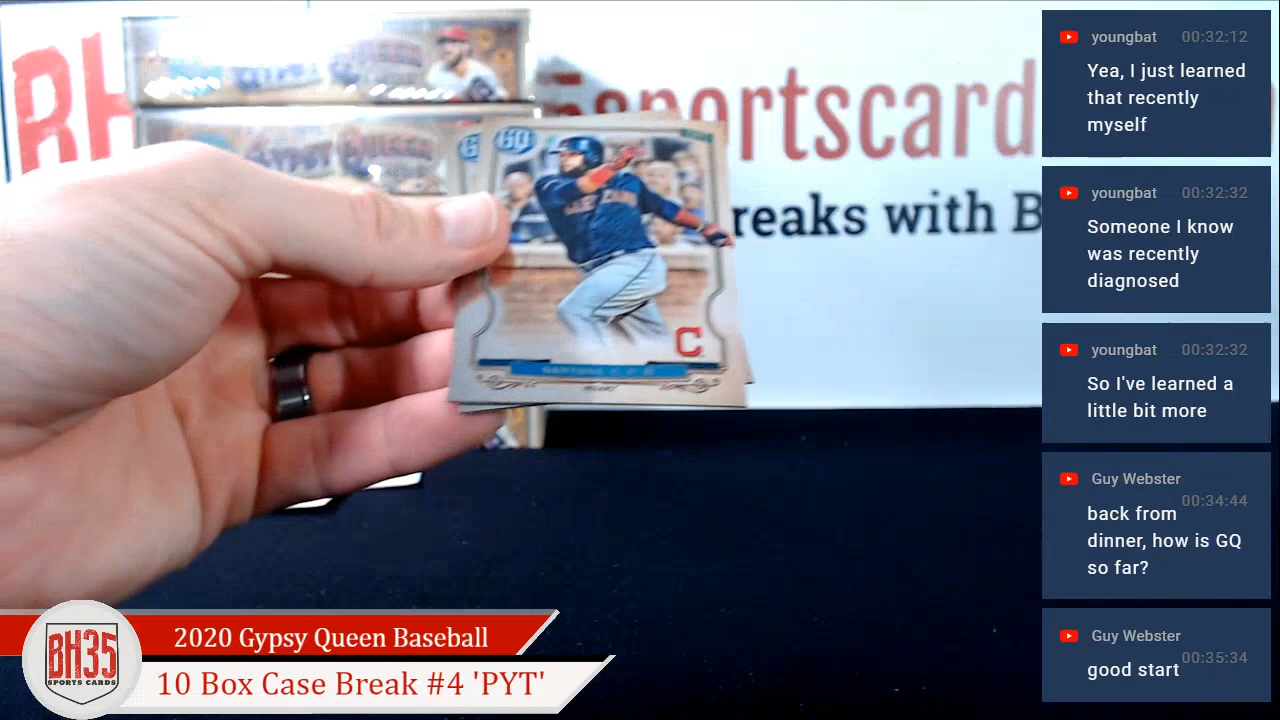 BH
GYPSY QUEEN
sportscard
reaks with B
GQ
C
youngbat 00:32:12
Yea, I just learned
that recently
myself
youngbat 00:32:32
Someone I know
was recently
diagnosed
youngbat 00:32:32
So I've learned a
little bit more
Guy Webster
00:34:44
back from
dinner, how is GQ
so far?
Guy Webster
00:35:34
good start
BH35
SPORTS CARDS
2020 Gypsy Queen Baseball
10 Box Case Break #4 'PYT'